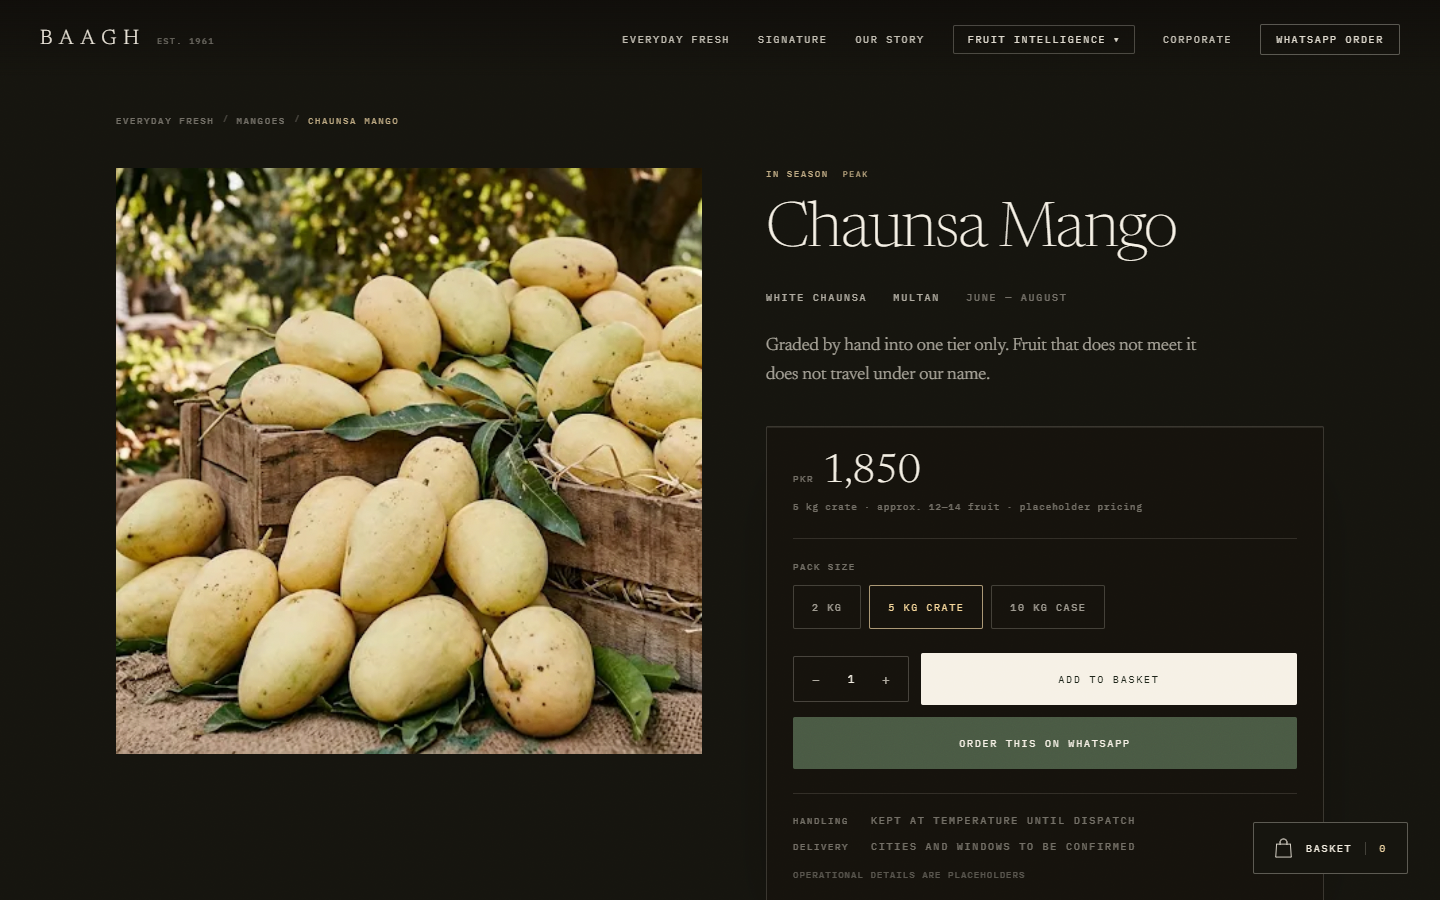 BAAGH EST. 1961
EVERYDAY FRESH SIGNATURE OUR STORY FRUIT INTELLIGENCE ▾ CORPORATE WHATSAPP ORDER
EVERYDAY FRESH / MANGOES / CHAUNSA MANGO
IN SEASON PEAK
Chaunsa Mango
WHITE CHAUNSA MULTAN JUNE — AUGUST
Graded by hand into one tier only. Fruit that does not meet it
does not travel under our name.
PKR 1,850
5 kg crate · approx. 12–14 fruit · placeholder pricing
PACK SIZE
2 KG 5 KG CRATE 10 KG CASE
− 1 + ADD TO BASKET
ORDER THIS ON WHATSAPP
HANDLING KEPT AT TEMPERATURE UNTIL DISPATCH
DELIVERY CITIES AND WINDOWS TO BE CONFIRMED
OPERATIONAL DETAILS ARE PLACEHOLDERS
BASKET 0